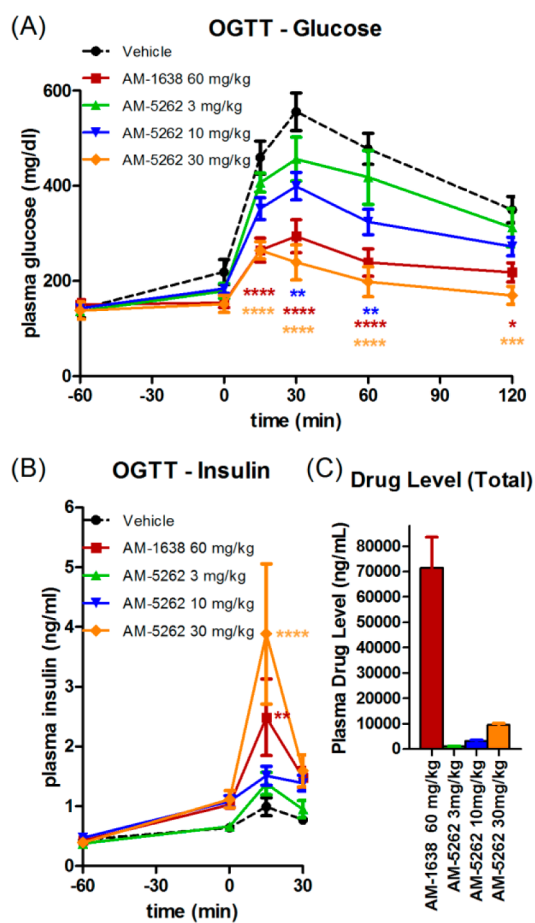 (A)
OGTT - Glucose
Vehicle
AM-1638 60 mg/kg
AM-5262 3 mg/kg
AM-5262 10 mg/kg
AM-5262 30 mg/kg
plasma glucose (mg/dl)
600
400
200
0
**** ** ** *
**** **** **** ***
**** ****
-60 -30 0 30 60 90 120
time (min)
(B)
OGTT - Insulin
Vehicle
AM-1638 60 mg/kg
AM-5262 3 mg/kg
AM-5262 10 mg/kg
AM-5262 30 mg/kg
plasma insulin (ng/ml)
6
5
4
3
2
1
0
****
**
-60 0 30
time (min)
(C)
Drug Level (Total)
Plasma Drug Level (ng/mL)
80000
70000
60000
50000
40000
30000
20000
10000
0
AM-1638 60 mg/kg
AM-5262 3mg/kg
AM-5262 10mg/kg
AM-5262 30mg/kg